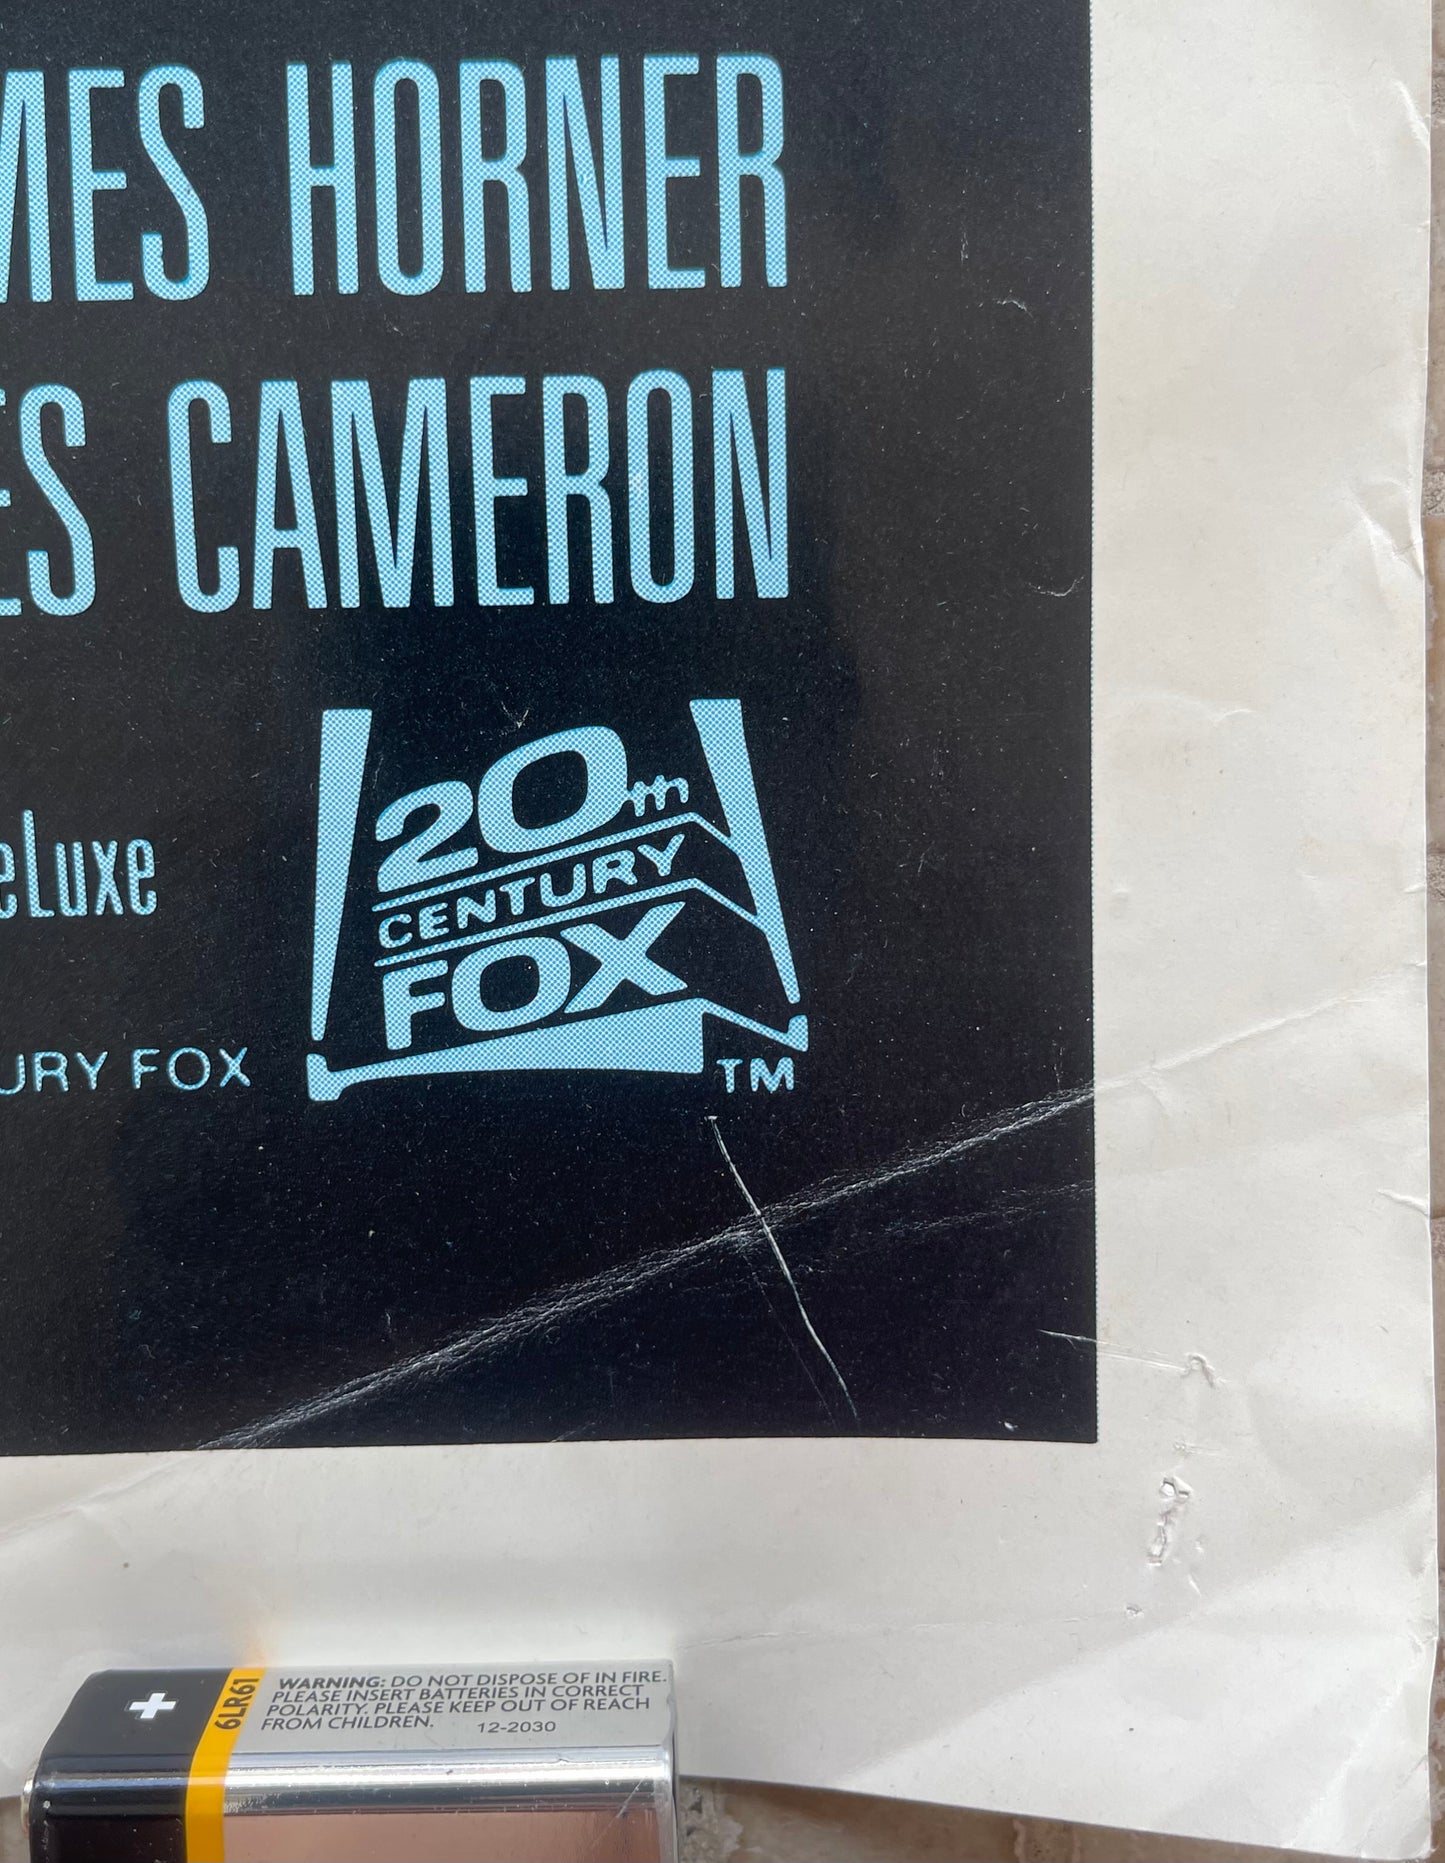 MES HORNER
ES CAMERON
eLuxe
20th
CENTURY
FOX
TM
URY FOX
+
6LR61
WARNING: DO NOT DISPOSE OF IN FIRE.
PLEASE INSERT BATTERIES IN CORRECT
POLARITY. PLEASE KEEP OUT OF REACH
FROM CHILDREN. 12-2030